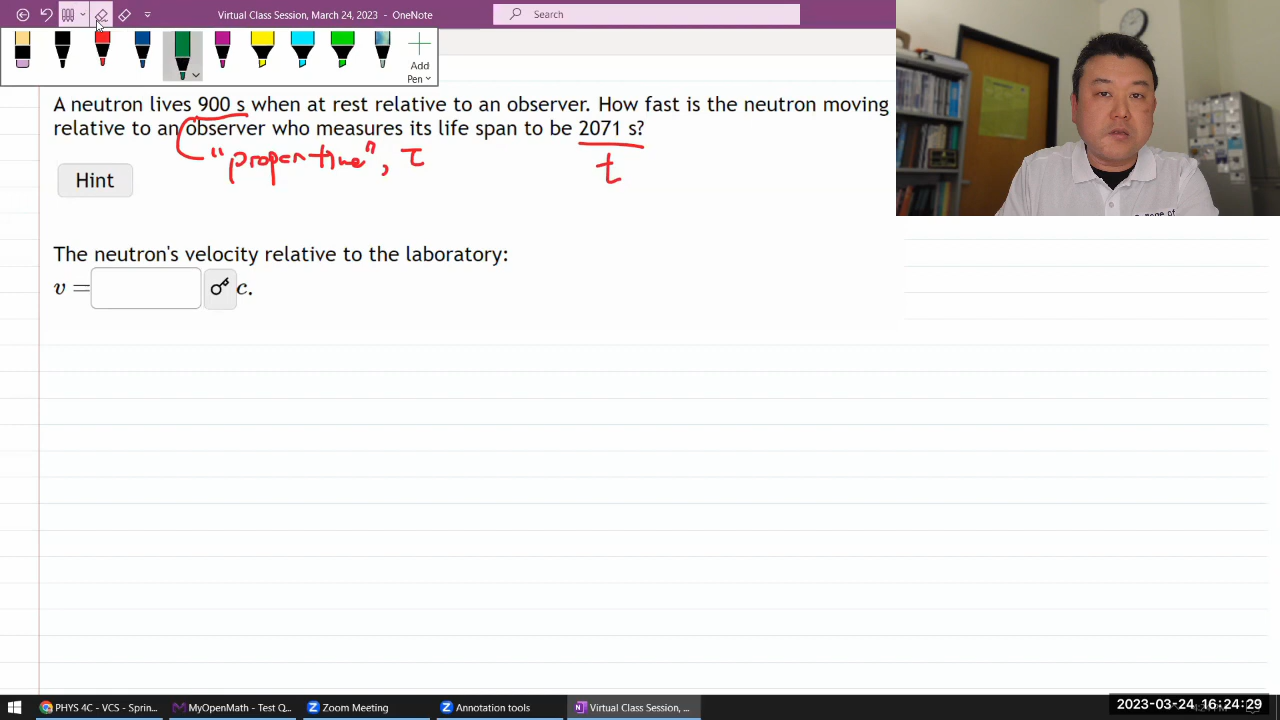 Virtual Class Session, March 24, 2023 - OneNote
Search
Add
Pen
A neutron lives 900 s when at rest relative to an observer. How fast is the neutron moving
relative to an observer who measures its life span to be 2071 s?
"proper time", τ
t
Hint
The neutron's velocity relative to the laboratory:
v = c.
College of
PHYS 4C - VCS - Sprin...
MyOpenMath - Test Q...
Zoom Meeting
Annotation tools
Virtual Class Session, ...
2023-03-24 16:24:29